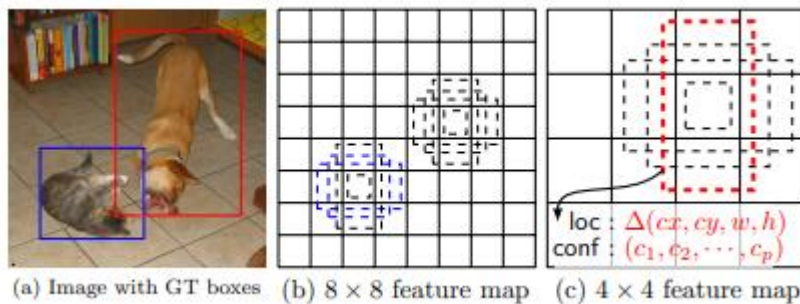 loc : Δ(cx, cy, w, h)
conf : (c₁, c₂, ⋯, cₚ)
(a) Image with GT boxes (b) 8 × 8 feature map (c) 4 × 4 feature map